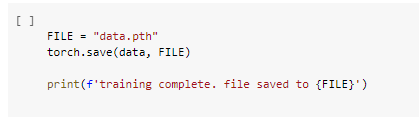 [ ]
FILE = "data.pth"
torch.save(data, FILE)
print(f'training complete. file saved to {FILE}')